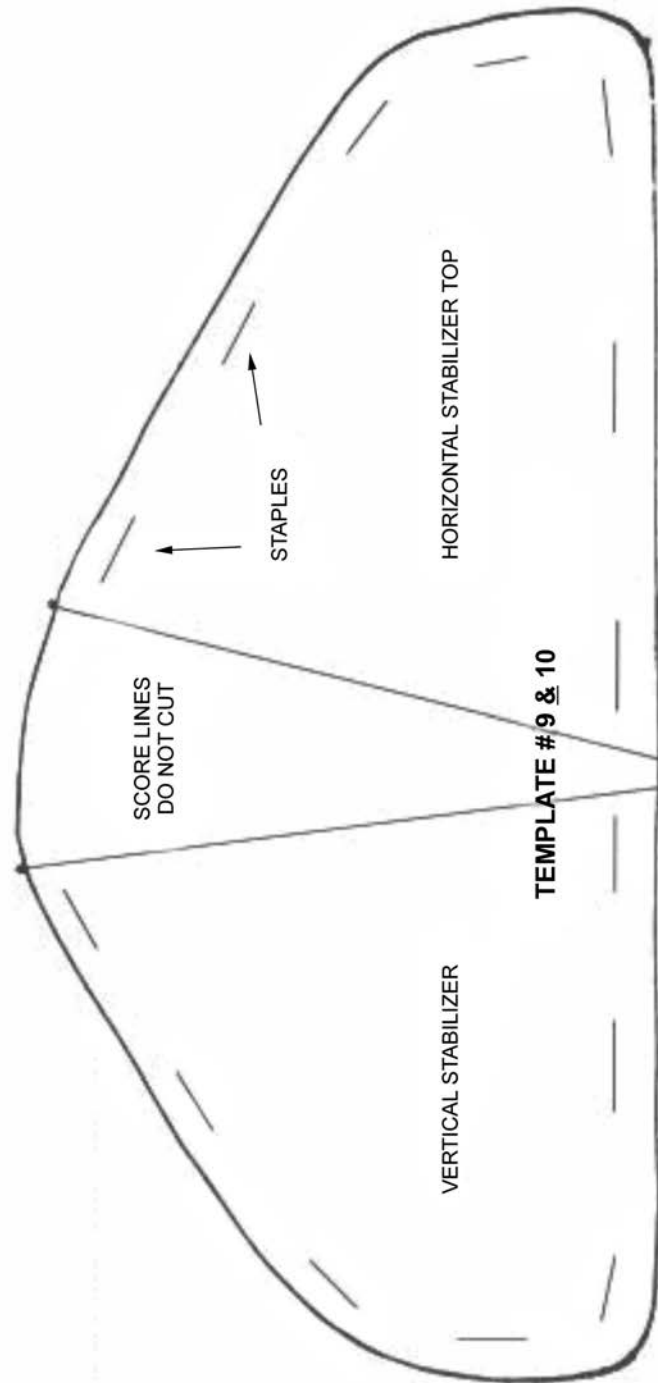 SCORE LINES
DO NOT CUT
STAPLES
VERTICAL STABILIZER
HORIZONTAL STABILIZER TOP
TEMPLATE # 9 & 10